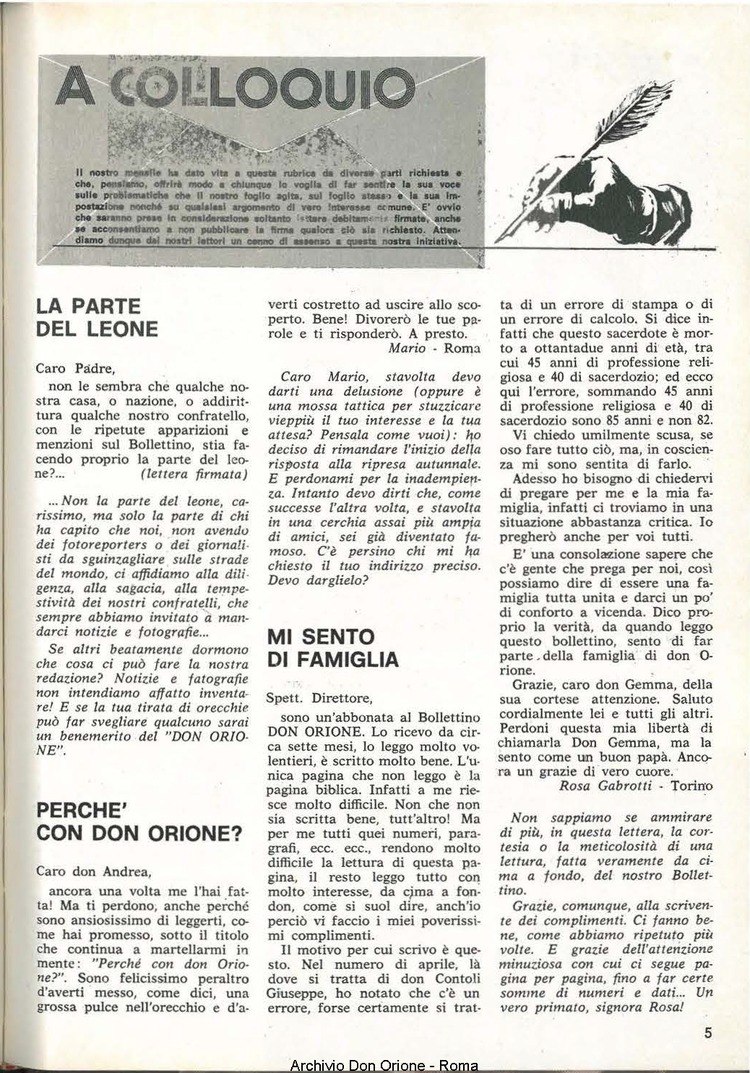 A COLLOQUIO
Il nostro mensile ha dato vita a questa rubrica da diverse parti richiesta e
che, pensiamo, offrirà modo a chiunque lo voglia di far sentire la sua voce
sulle problematiche che il nostro foglio agita, sul foglio stesso e la sua im-
postazione nonché su qualsiasi argomento di vero interesse comune. E' ovvio
che saranno prese in considerazione soltanto lettere debitamente firmate, anche
se acconsentiamo a non pubblicare la firma qualora ciò sia richiesto. Atten-
diamo dunque dai nostri lettori un cenno di assenso a questa nostra iniziativa.
LA PARTE
DEL LEONE
Caro Padre,
non le sembra che qualche no-
stra casa, o nazione, o addirit-
tura qualche nostro confratello,
con le ripetute apparizioni e
menzioni sul Bollettino, stia fa-
cendo proprio la parte del leo-
ne?... (lettera firmata)
...Non la parte del leone, ca-
rissimo, ma solo la parte di chi
ha capito che noi, non avendo
dei fotoreporters o dei giornali-
sti da sguinzagliare sulle strade
del mondo, ci affidiamo alla dili-
genza, alla sagacia, alla tempe-
stività dei nostri confratelli, che
sempre abbiamo invitato a man-
darci notizie e fotografie...
Se altri beatamente dormono
che cosa ci può fare la nostra
redazione? Notizie e fatografie
non intendiamo affatto inventa-
re! E se la tua tirata di orecchie
può far svegliare qualcuno sarai
un benemerito del "DON ORIO-
NE".
PERCHE'
CON DON ORIONE?
Caro don Andrea,
ancora una volta me l'hai fat-
ta! Ma ti perdono, anche perché
sono ansiosissimo di leggerti, co-
me hai promesso, sotto il titolo
che continua a martellarmi in
mente: "Perché con don Orio-
ne?". Sono felicissimo peraltro
d'averti messo, come dici, una
grossa pulce nell'orecchio e d'a-
verti costretto ad uscire allo sco-
perto. Bene! Divorerò le tue pa-
role e ti risponderò. A presto.
Mario - Roma
Caro Mario, stavolta devo
darti una delusione (oppure è
una mossa tattica per stuzzicare
vieppiù il tuo interesse e la tua
attesa? Pensala come vuoi): ho
deciso di rimandare l'inizio della
risposta alla ripresa autunnale.
E perdonami per la inadempien-
za. Intanto devo dirti che, come
successe l'altra volta, e stavolta
in una cerchia assai più ampia
di amici, sei già diventato fa-
moso. C'è persino chi mi ha
chiesto il tuo indirizzo preciso.
Devo darglielo?
MI SENTO
DI FAMIGLIA
Spett. Direttore,
sono un'abbonata al Bollettino
DON ORIONE. Lo ricevo da cir-
ca sette mesi, lo leggo molto vo-
lentieri, è scritto molto bene. L'u-
nica pagina che non leggo è la
pagina biblica. Infatti a me rie-
sce molto difficile. Non che non
sia scritta bene, tutt'altro! Ma
per me tutti quei numeri, para-
grafi, ecc. ecc., rendono molto
difficile la lettura di questa pa-
gina, il resto leggo tutto con
molto interesse, da cima a fon-
don, come si suol dire, anch'io
perciò vi faccio i miei poverissi-
mi complimenti.
Il motivo per cui scrivo è que-
sto. Nel numero di aprile, là
dove si tratta di don Contoli
Giuseppe, ho notato che c'è un
errore, forse certamente si trat-
ta di un errore di stampa o di
un errore di calcolo. Si dice in-
fatti che questo sacerdote è mor-
to a ottantadue anni di età, tra
cui 45 anni di professione reli-
giosa e 40 di sacerdozio; ed ecco
qui l'errore, sommando 45 anni
di professione religiosa e 40 di
sacerdozio sono 85 anni e non 82.
Vi chiedo umilmente scusa, se
oso fare tutto ciò, ma, in coscien-
za mi sono sentita di farlo.
Adesso ho bisogno di chiedervi
di pregare per me e la mia fa-
miglia, infatti ci troviamo in una
situazione abbastanza critica. Io
pregherò anche per voi tutti.
E' una consolazione sapere che
c'è gente che prega per noi, così
possiamo dire di essere una fa-
miglia tutta unita e darci un po'
di conforto a vicenda. Dico pro-
prio la verità, da quando leggo
questo bollettino, sento di far
parte della famiglia di don O-
rione.
Grazie, caro don Gemma, della
sua cortese attenzione. Saluto
cordialmente lei e tutti gli altri.
Perdoni questa mia libertà di
chiamarla Don Gemma, ma la
sento come un buon papà. Anco-
ra un grazie di vero cuore.
Rosa Gabrotti - Torino
Non sappiamo se ammirare
di più, in questa lettera, la cor-
tesia o la meticolosità di una
lettura, fatta veramente da ci-
ma a fondo, del nostro Bollet-
tino.
Grazie, comunque, alla scriven-
te dei complimenti. Ci fanno be-
ne, come abbiamo ripetuto più
volte. E grazie dell'attenzione
minuziosa con cui ci segue pa-
gina per pagina, fino a far certe
somme di numeri e dati... Un
vero primato, signora Rosa!
5
Archivio Don Orione - Roma